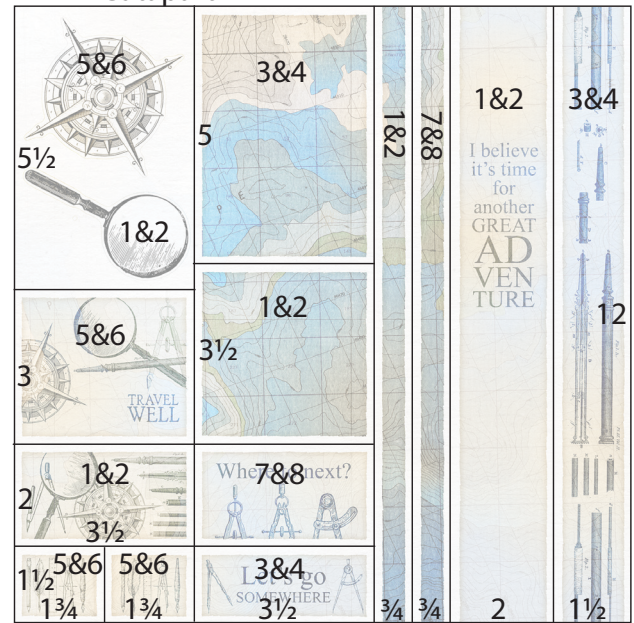 5&6
5½
1&2
5&6
3
TRAVEL
WELL
1&2
2
3½
5&6
1½
1¾
5&6
1¾
3&4
5
1&2
3½
Where next?
7&8
3&4
Let's go
SOMEWHERE
3½
1&2
¾
7&8
¾
1&2
I believe
it's time
for
another
GREAT
AD
VEN
TURE
2
3&4
12
1½